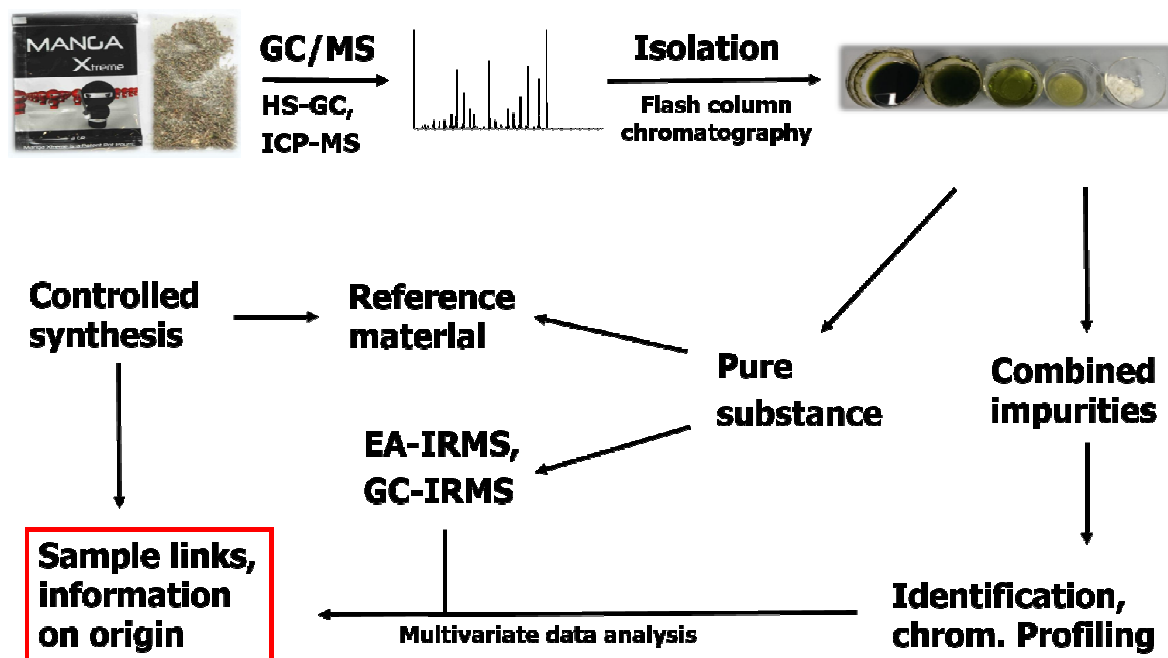 MANGA
Xtreme
GC/MS
HS-GC,
ICP-MS
Isolation
Flash column
chromatography
Controlled
synthesis
Reference
material
Pure
substance
Combined
impurities
EA-IRMS,
GC-IRMS
Sample links,
information
on origin
Multivariate data analysis
Identification,
chrom. Profiling